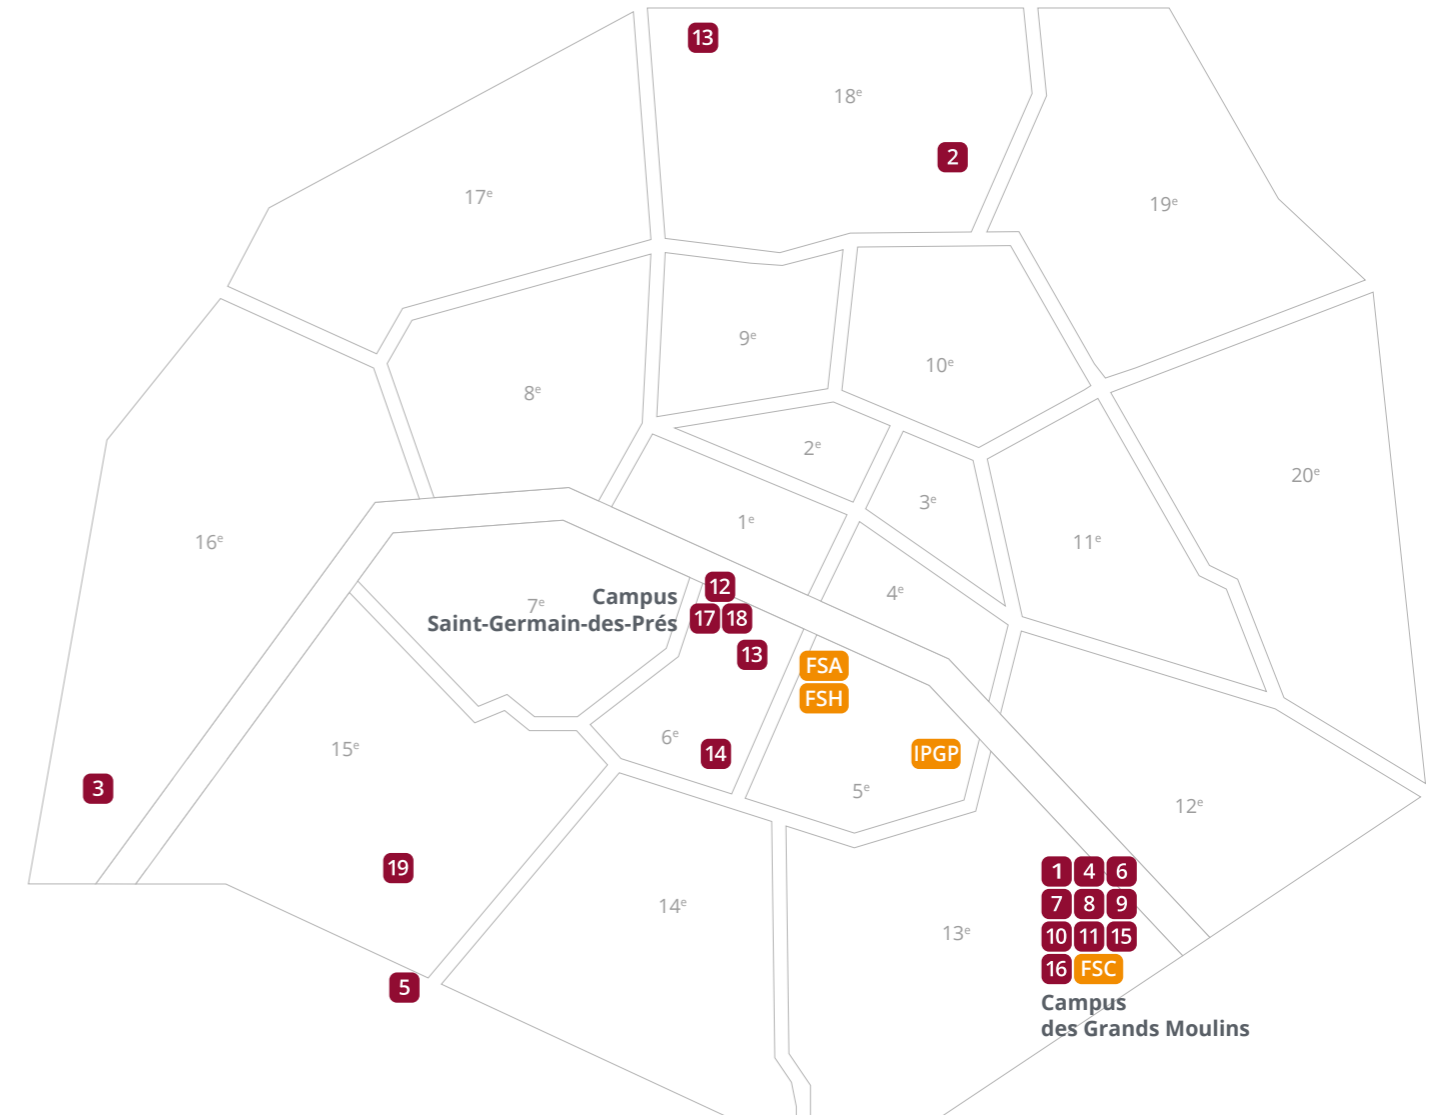 13
18e
2
17e
19e
9e
10e
8e
2e
20e
3e
1e
16e
11e
12
4e
7e
Campus
Saint-Germain-des-Prés
17 18
13
FSA
FSH
6e
14
IPGP
15e
5e
3
12e
19
1 4 6
7 8 9
14e
13e
10 11 15
16 FSC
5
Campus
des Grands Moulins